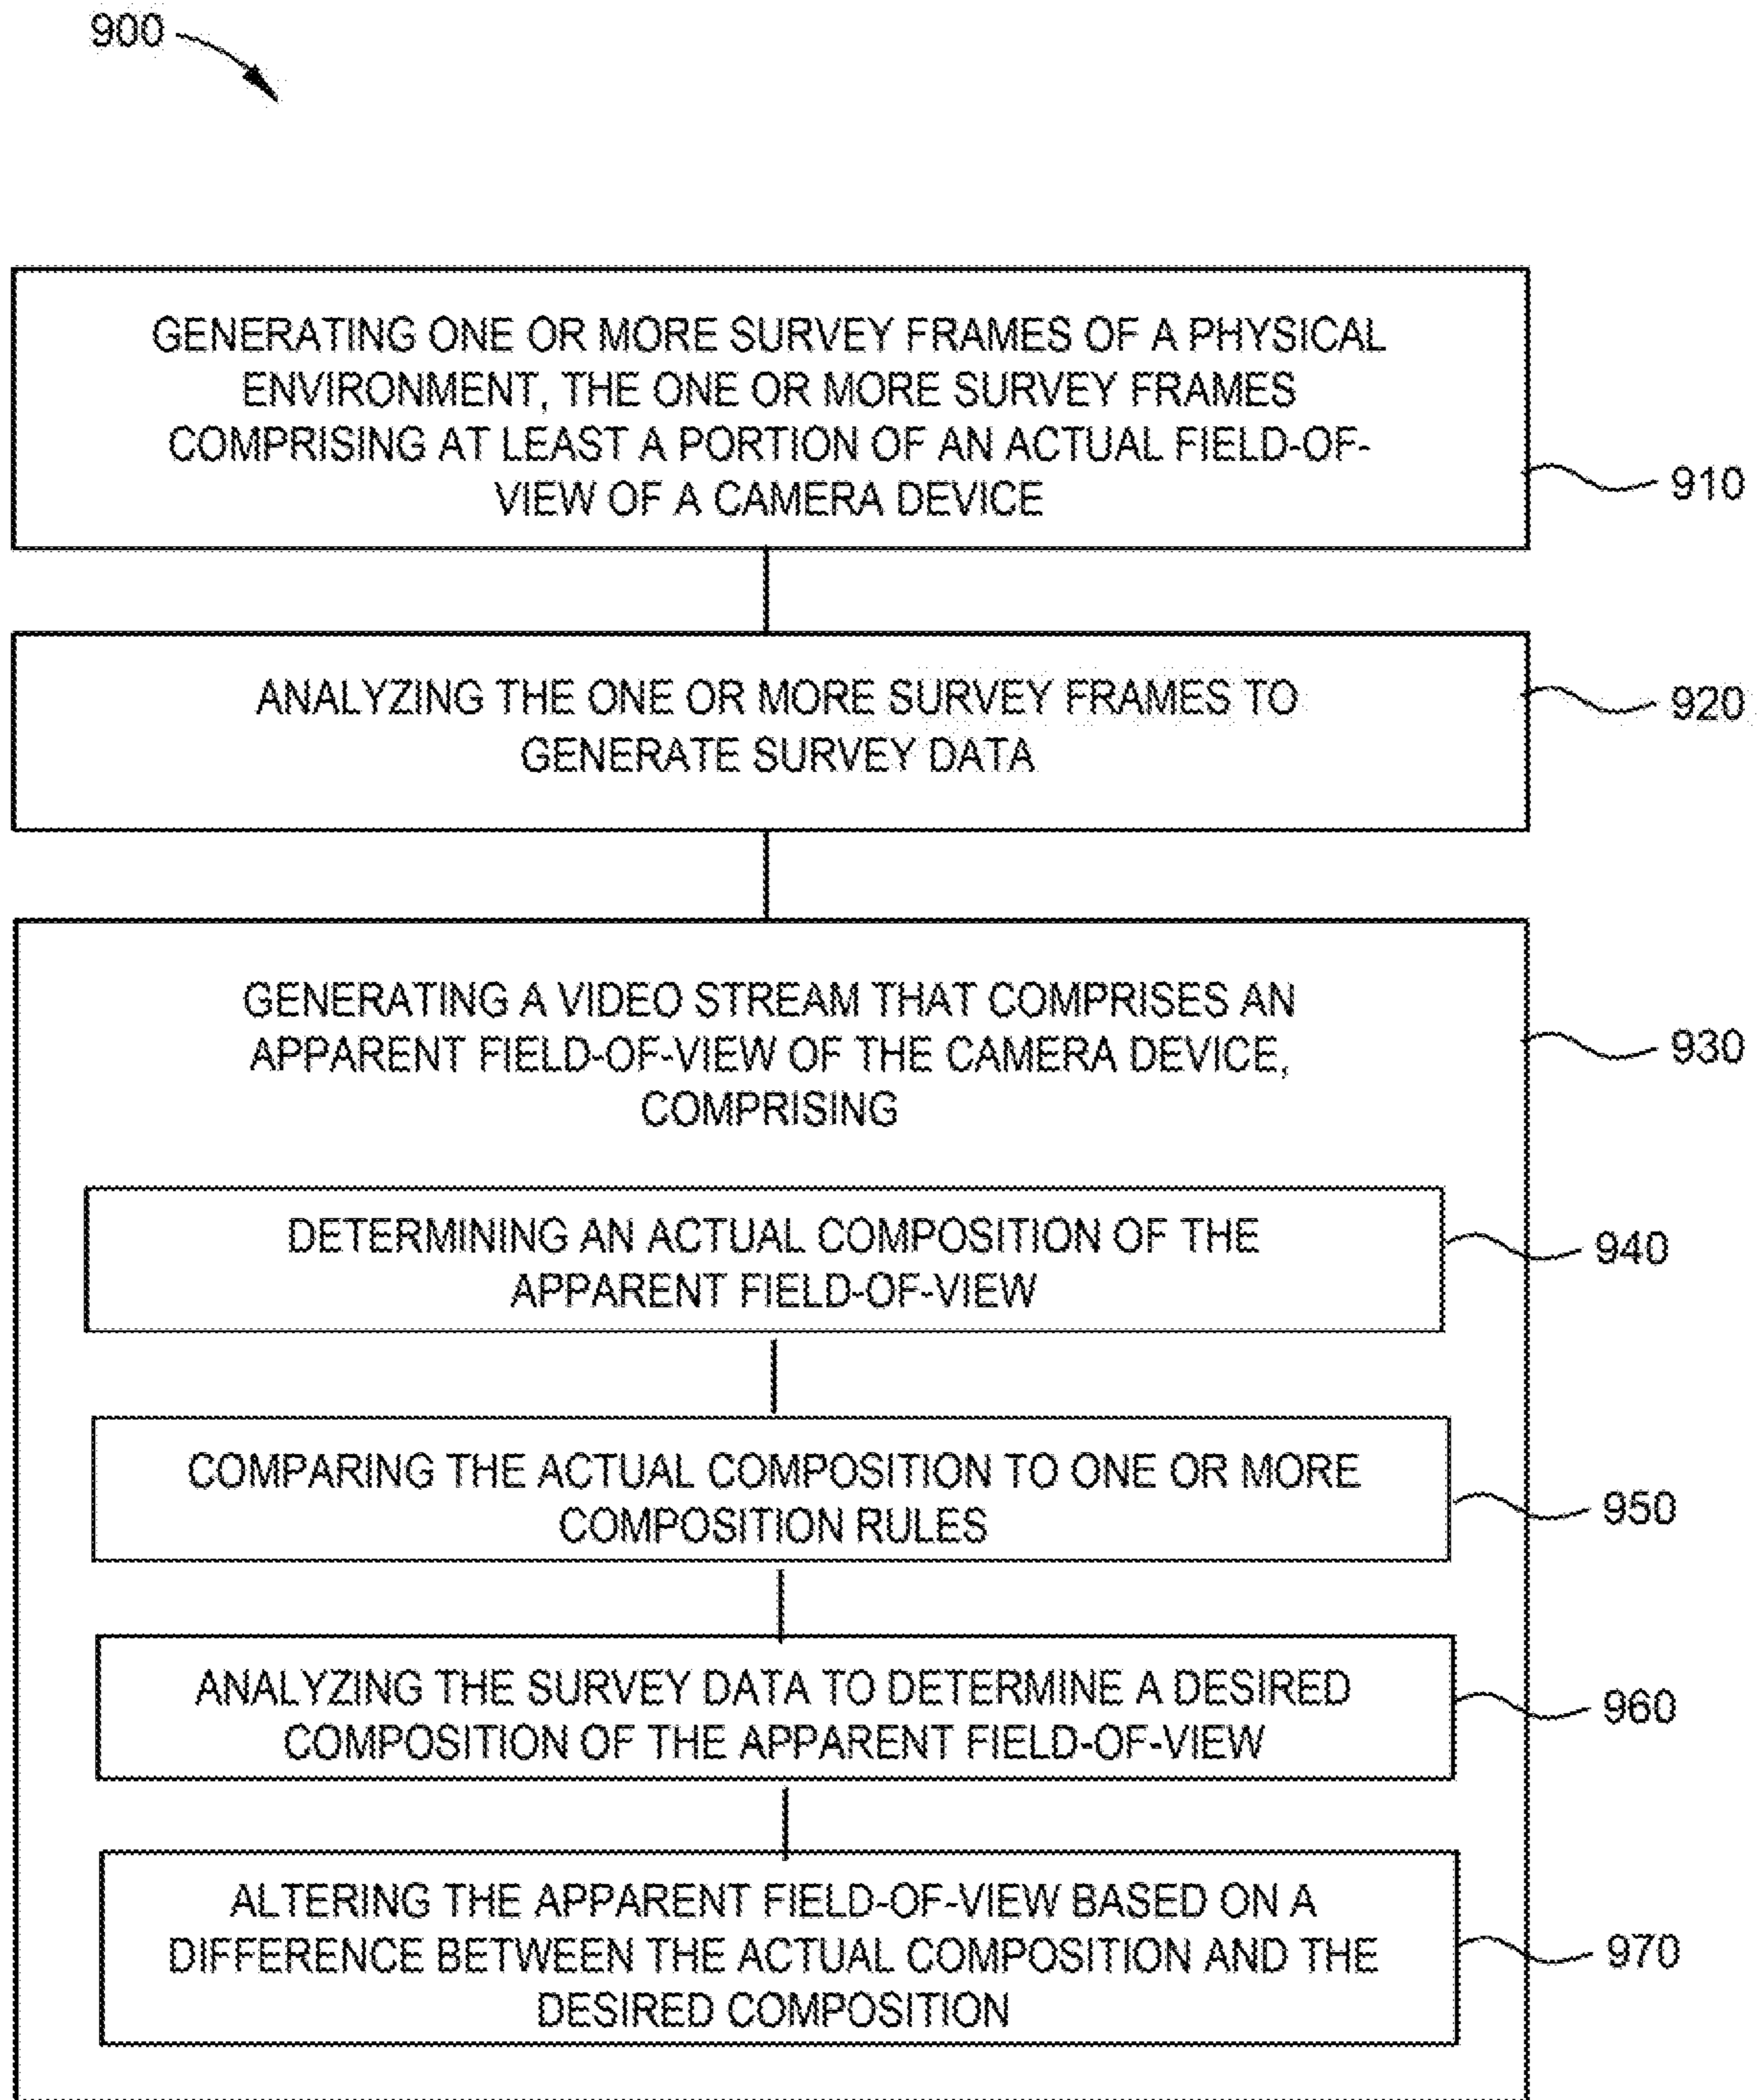 900
GENERATING ONE OR MORE SURVEY FRAMES OF A PHYSICAL
ENVIRONMENT, THE ONE OR MORE SURVEY FRAMES
COMPRISING AT LEAST A PORTION OF AN ACTUAL FIELD-OF-
VIEW OF A CAMERA DEVICE
910
ANALYZING THE ONE OR MORE SURVEY FRAMES TO
GENERATE SURVEY DATA
920
GENERATING A VIDEO STREAM THAT COMPRISES AN
APPARENT FIELD-OF-VIEW OF THE CAMERA DEVICE,
COMPRISING
930
DETERMINING AN ACTUAL COMPOSITION OF THE
APPARENT FIELD-OF-VIEW
940
COMPARING THE ACTUAL COMPOSITION TO ONE OR MORE
COMPOSITION RULES
950
ANALYZING THE SURVEY DATA TO DETERMINE A DESIRED
COMPOSITION OF THE APPARENT FIELD-OF-VIEW
960
ALTERING THE APPARENT FIELD-OF-VIEW BASED ON A
DIFFERENCE BETWEEN THE ACTUAL COMPOSITION AND THE
DESIRED COMPOSITION
970